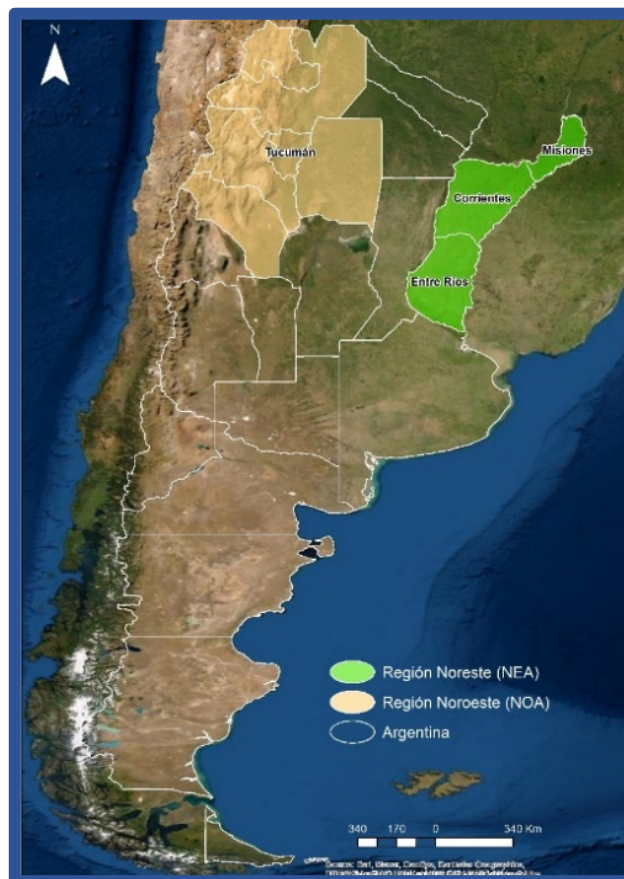 N
Tucumán
Misiones
Corrientes
Entre Ríos
Región Noreste (NEA)
Región Noroeste (NOA)
Argentina
340 170 0 340 Km